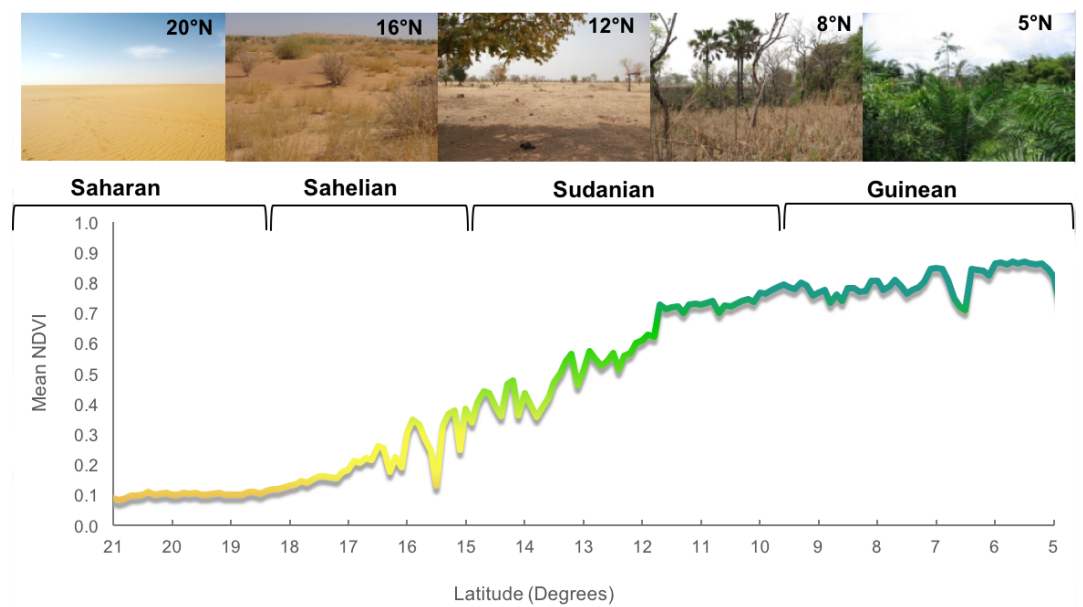 20°N 16°N 12°N 8°N 5°N
Saharan Sahelian Sudanian Guinean
1.0
0.9
0.8
0.7
0.6
0.5
0.4
0.3
0.2
0.1
0.0
Mean NDVI
21 20 19 18 17 16 15 14 13 12 11 10 9 8 7 6 5
Latitude (Degrees)